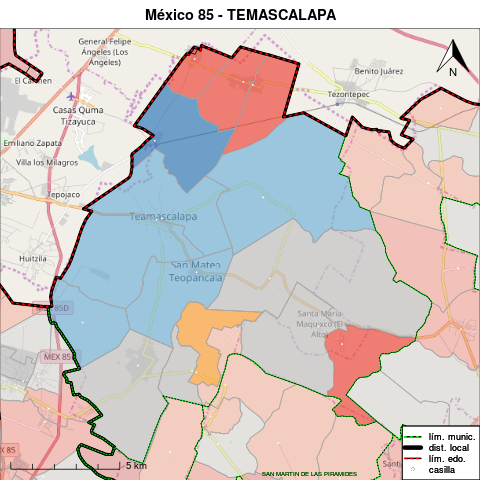 México 85 - TEMASCALAPA
General Felipe
Ángeles (Los
Ángeles)
El Carmen
Benito Juárez
N
Casas Quma
Tizayuca
Tezontepec
Emiliano Zapata
Villa los Milagros
Tepojaco
Temascalapa
Huitzila
San Mateo
Teopancala
MEX 85D
Santa María
Maquixco (El
Alto)
MEX 85
X 85
5 km
SAN MARTIN DE LAS PIRAMIDES
lím. munic.
dist. local
lím. edo.
casilla